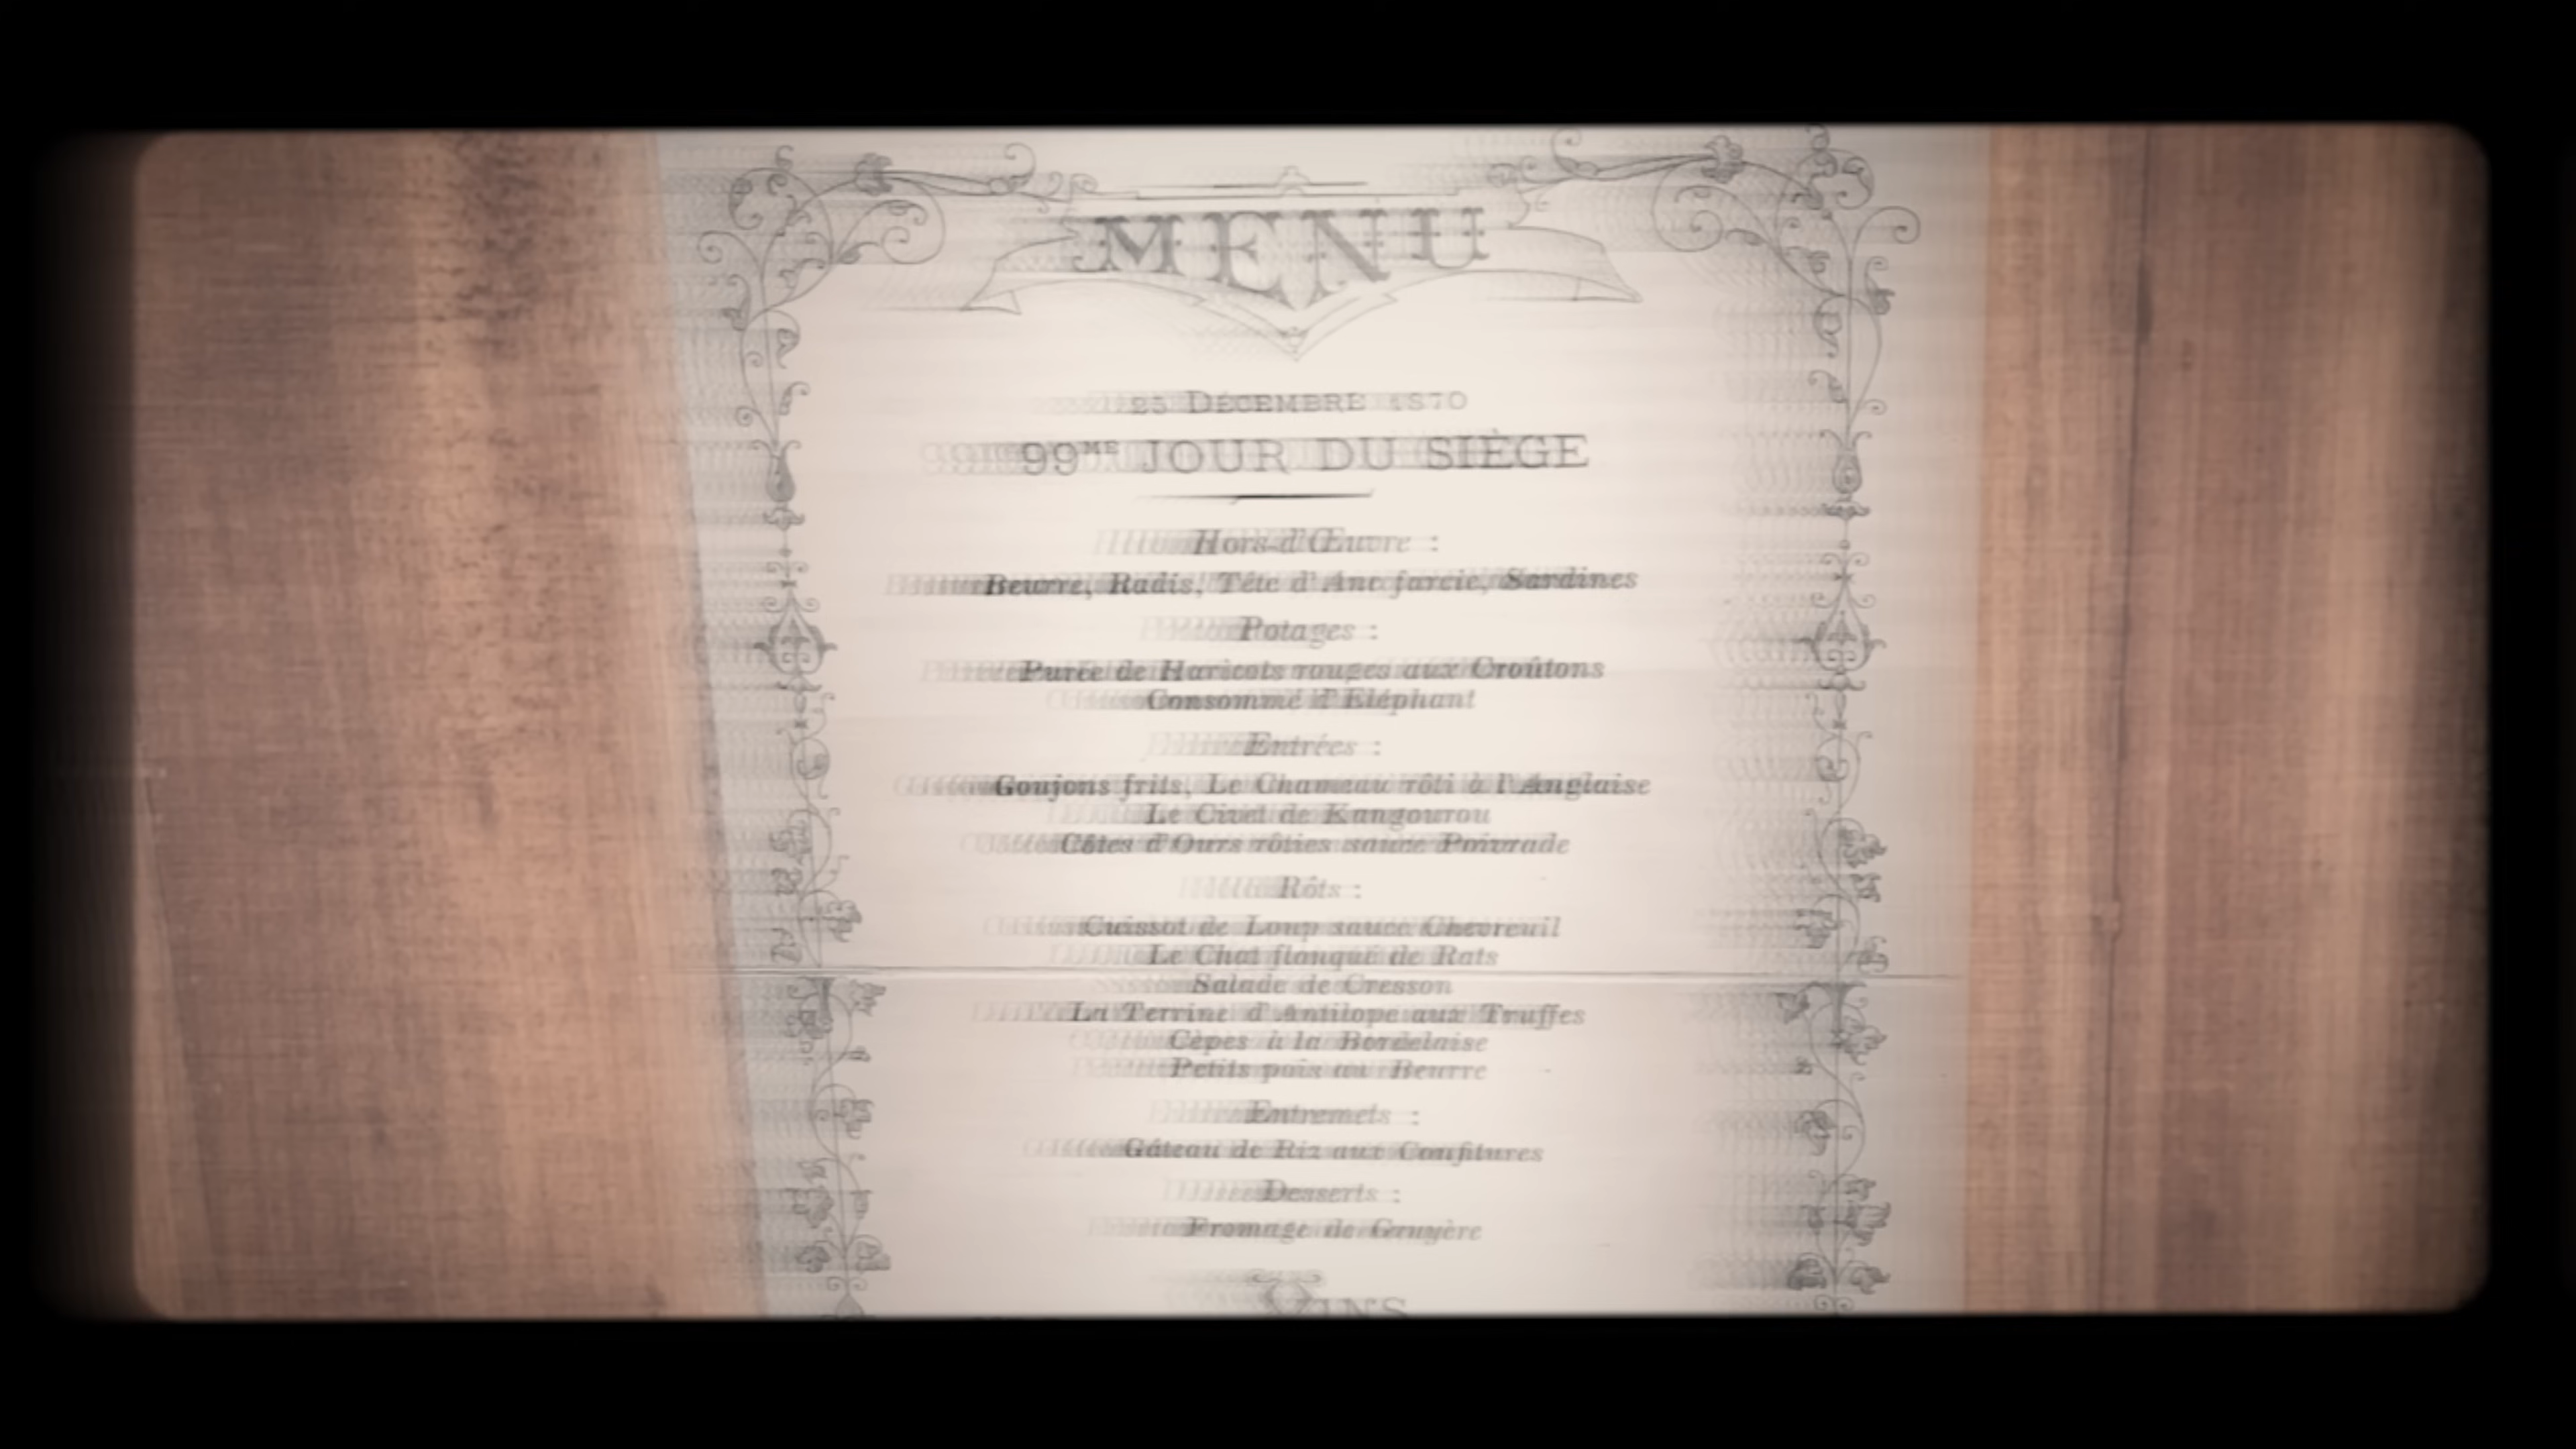 MENU
25 DÉCEMBRE 1870
99ME JOUR DU SIÈGE
Hors-d'Œuvre :
Beurre, Radis, Tête d'Ane farcie, Sardines
Potages :
Purée de Haricots rouges aux Croûtons
Consommé d'Eléphant
Entrées :
Goujons frits, Le Chameau rôti à l'Anglaise
Le Civet de Kangourou
Côtes d'Ours rôties sauce Poivrade
Rôts :
Cuissot de Loup sauce Chevreuil
Le Chat flanqué de Rats
Salade de Cresson
La Terrine d'Antilope aux Truffes
Cèpes à la Bordelaise
Petits pois au Beurre
Entremets :
Gâteau de Riz aux Confitures
Desserts :
Fromage de Gruyère
VINS